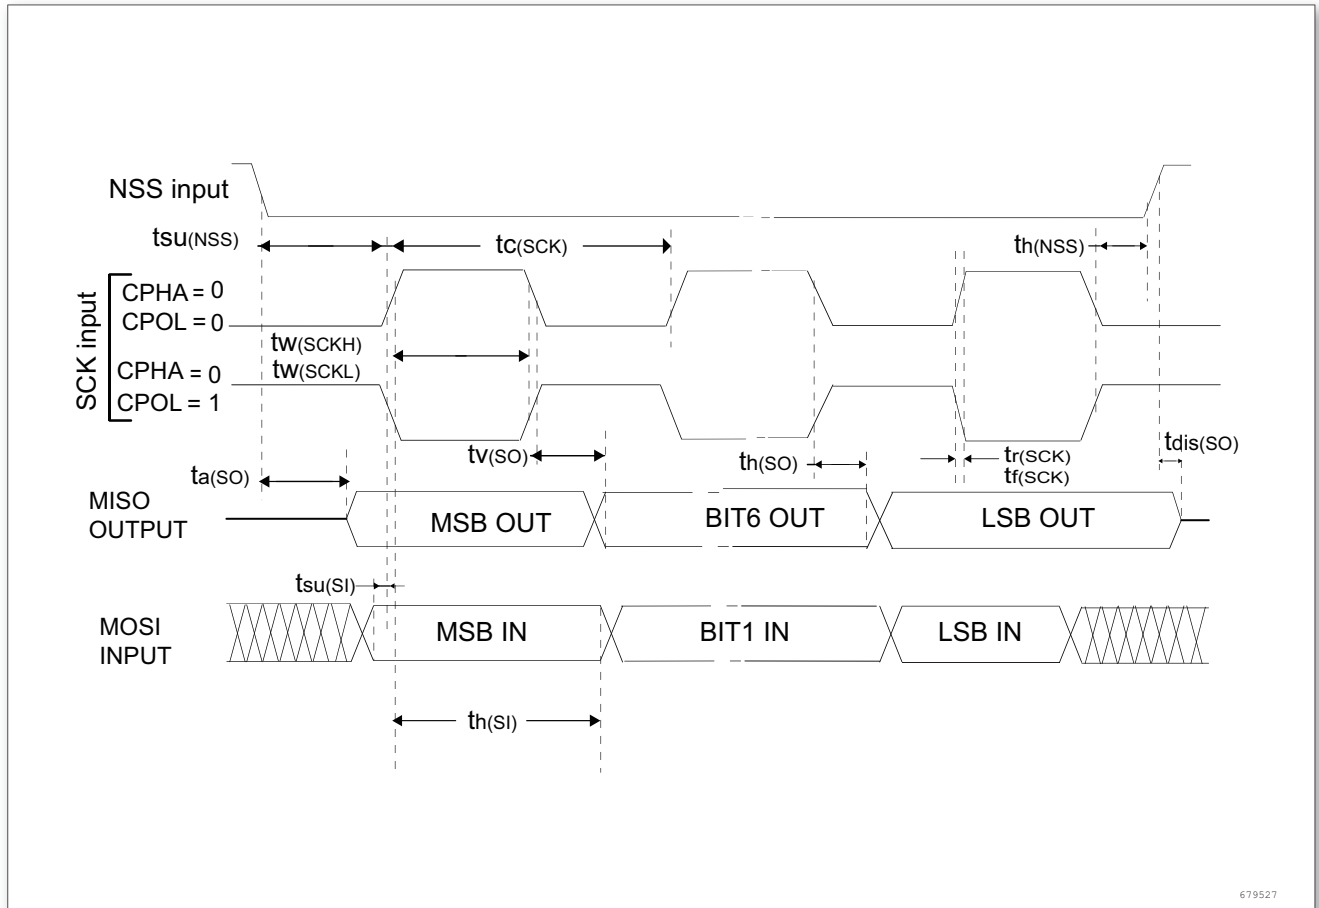 NSS input
tsu(NSS)
tc(SCK)
th(NSS)
SCK input
CPHA = 0
CPOL = 0
tw(SCKH)
tw(SCKL)
CPHA = 0
CPOL = 1
tv(SO)
th(SO)
tr(SCK)
tf(SCK)
tdis(SO)
ta(SO)
MISO
OUTPUT
MSB OUT
BIT6 OUT
LSB OUT
tsu(SI)
MOSI
INPUT
MSB IN
BIT1 IN
LSB IN
th(SI)
679527